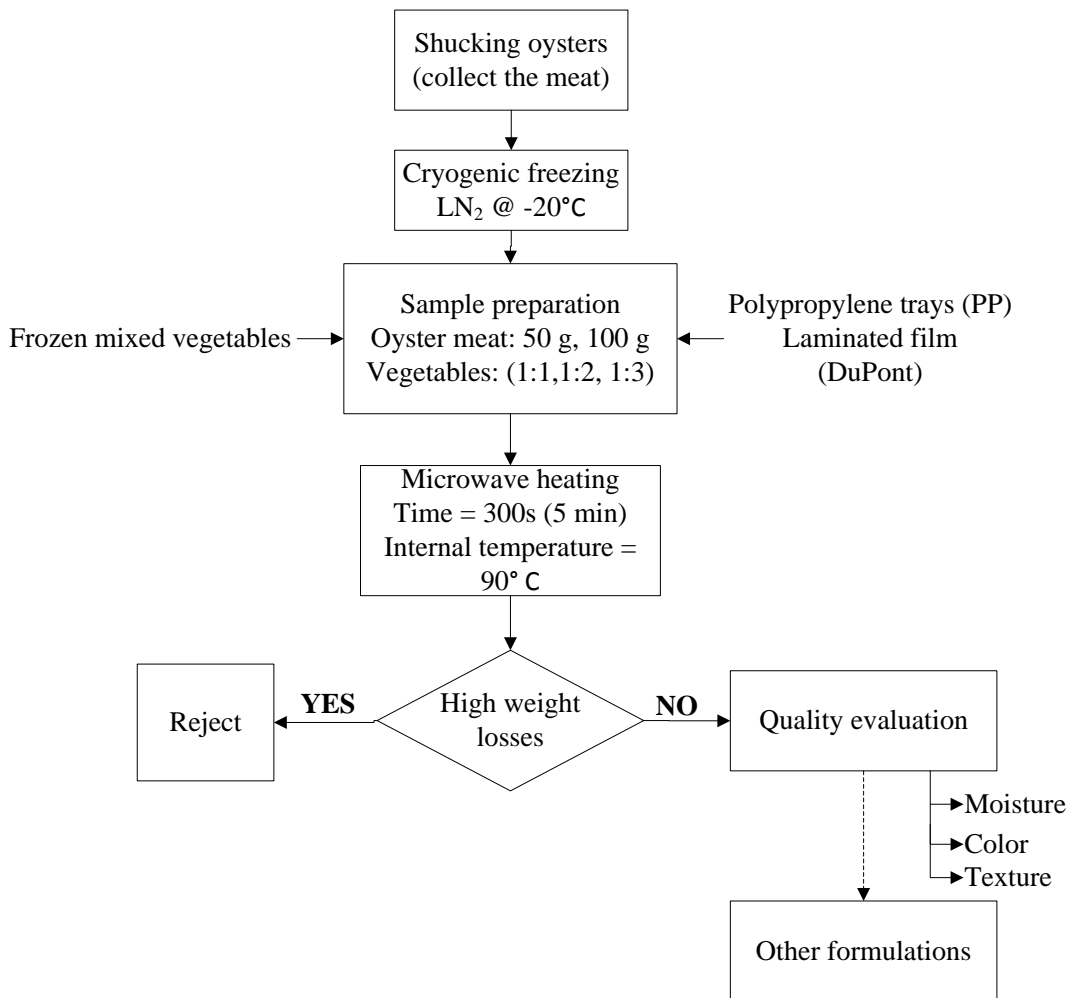 Shucking oysters
(collect the meat)
Cryogenic freezing
LN₂ @ -20°C
Sample preparation
Oyster meat: 50 g, 100 g
Vegetables: (1:1,1:2, 1:3)
Frozen mixed vegetables
Polypropylene trays (PP)
Laminated film
(DuPont)
Microwave heating
Time = 300s (5 min)
Internal temperature =
90° C
High weight
losses
YES
Reject
NO
Quality evaluation
Moisture
Color
Texture
Other formulations